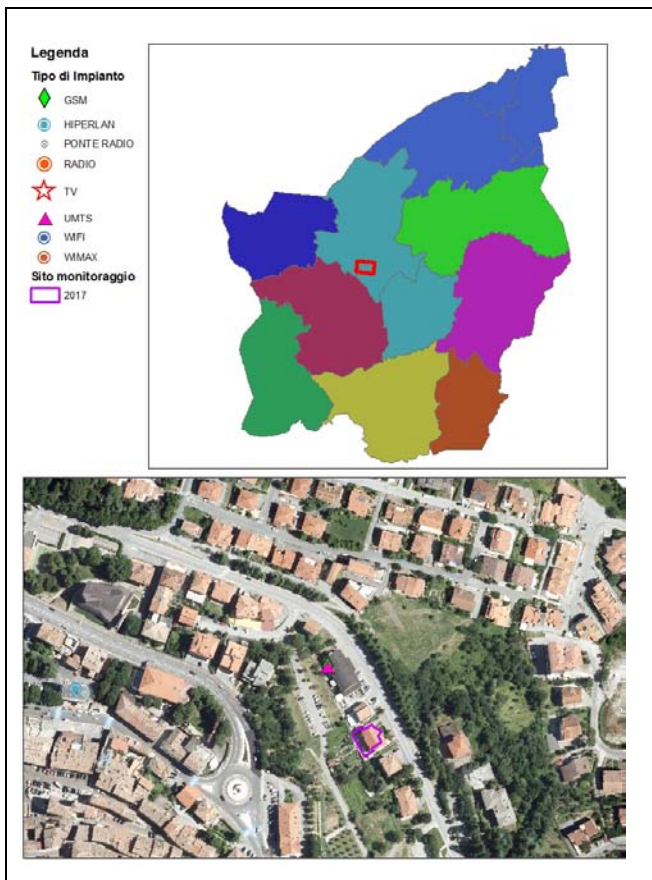 Legenda
Tipo di Impianto
GSM
HIPERLAN
PONTE RADIO
RADIO
TV
UMTS
WIFI
WIMAX
Sito monitoraggio
2017